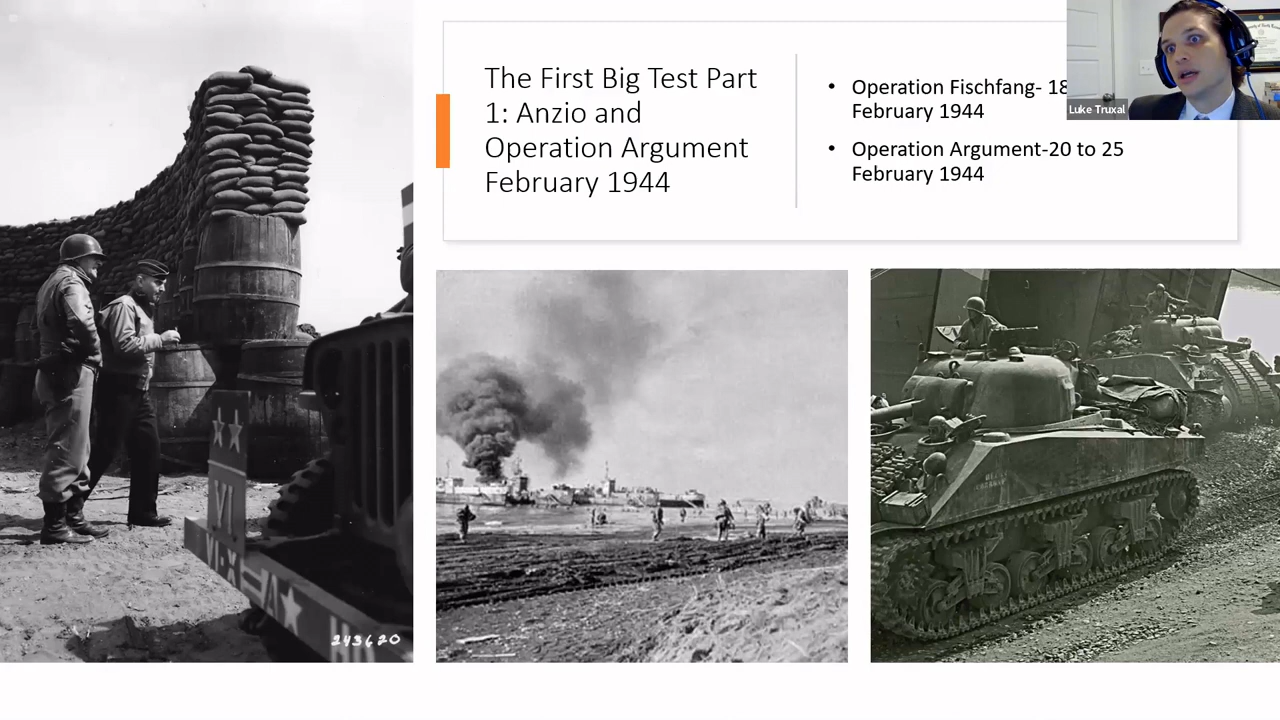 The First Big Test Part
1: Anzio and
Operation Argument
February 1944
• Operation Fischfang- 18
February 1944
• Operation Argument-20 to 25
February 1944
Luke Truxal
VI
VI-X
A
243620